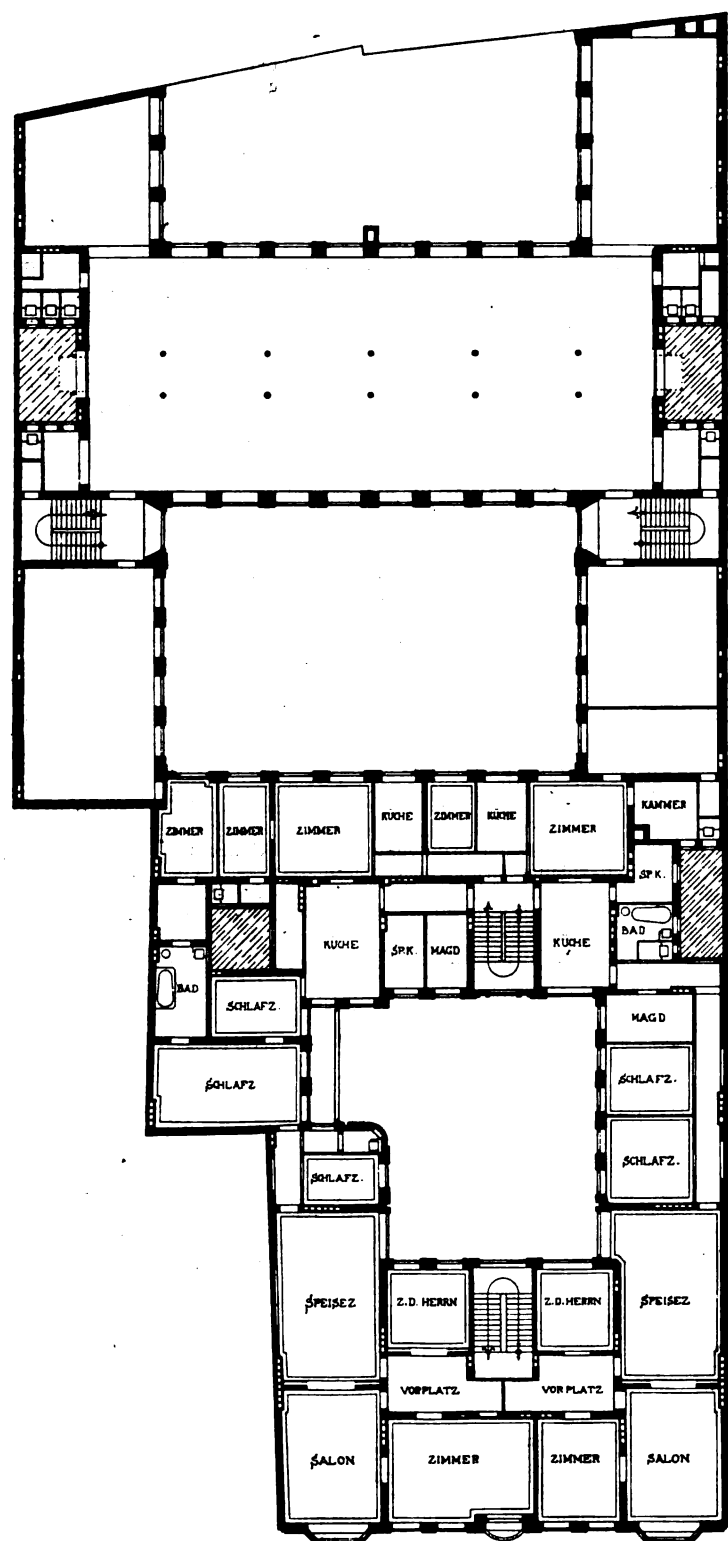 KÜCHE
ZIMMER
KÜCHE
KAMMER
ZIMMER
ZIMMER
ZIMMER
ZIMMER
SP.K.
KÜCHE
SP.K.
MAGD
KÜCHE
BAD
BAD
SCHLAFZ.
MAGD
SCHLAFZ
SCHLAFZ.
SCHLAFZ.
SCHLAFZ.
SPEISEZ
Z.D. HERRN
Z.D. HERRN
SPEISEZ
VORPLATZ
VORPLATZ
SALON
ZIMMER
ZIMMER
SALON